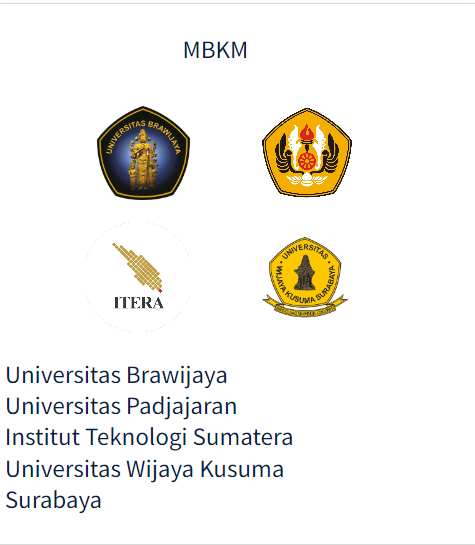 MBKM
UNIVERSITAS BRAWIJAYA
ITERA
UNIVERSITAS
WIJAYA KUSUMA SURABAYA
Universitas Brawijaya
Universitas Padjajaran
Institut Teknologi Sumatera
Universitas Wijaya Kusuma
Surabaya